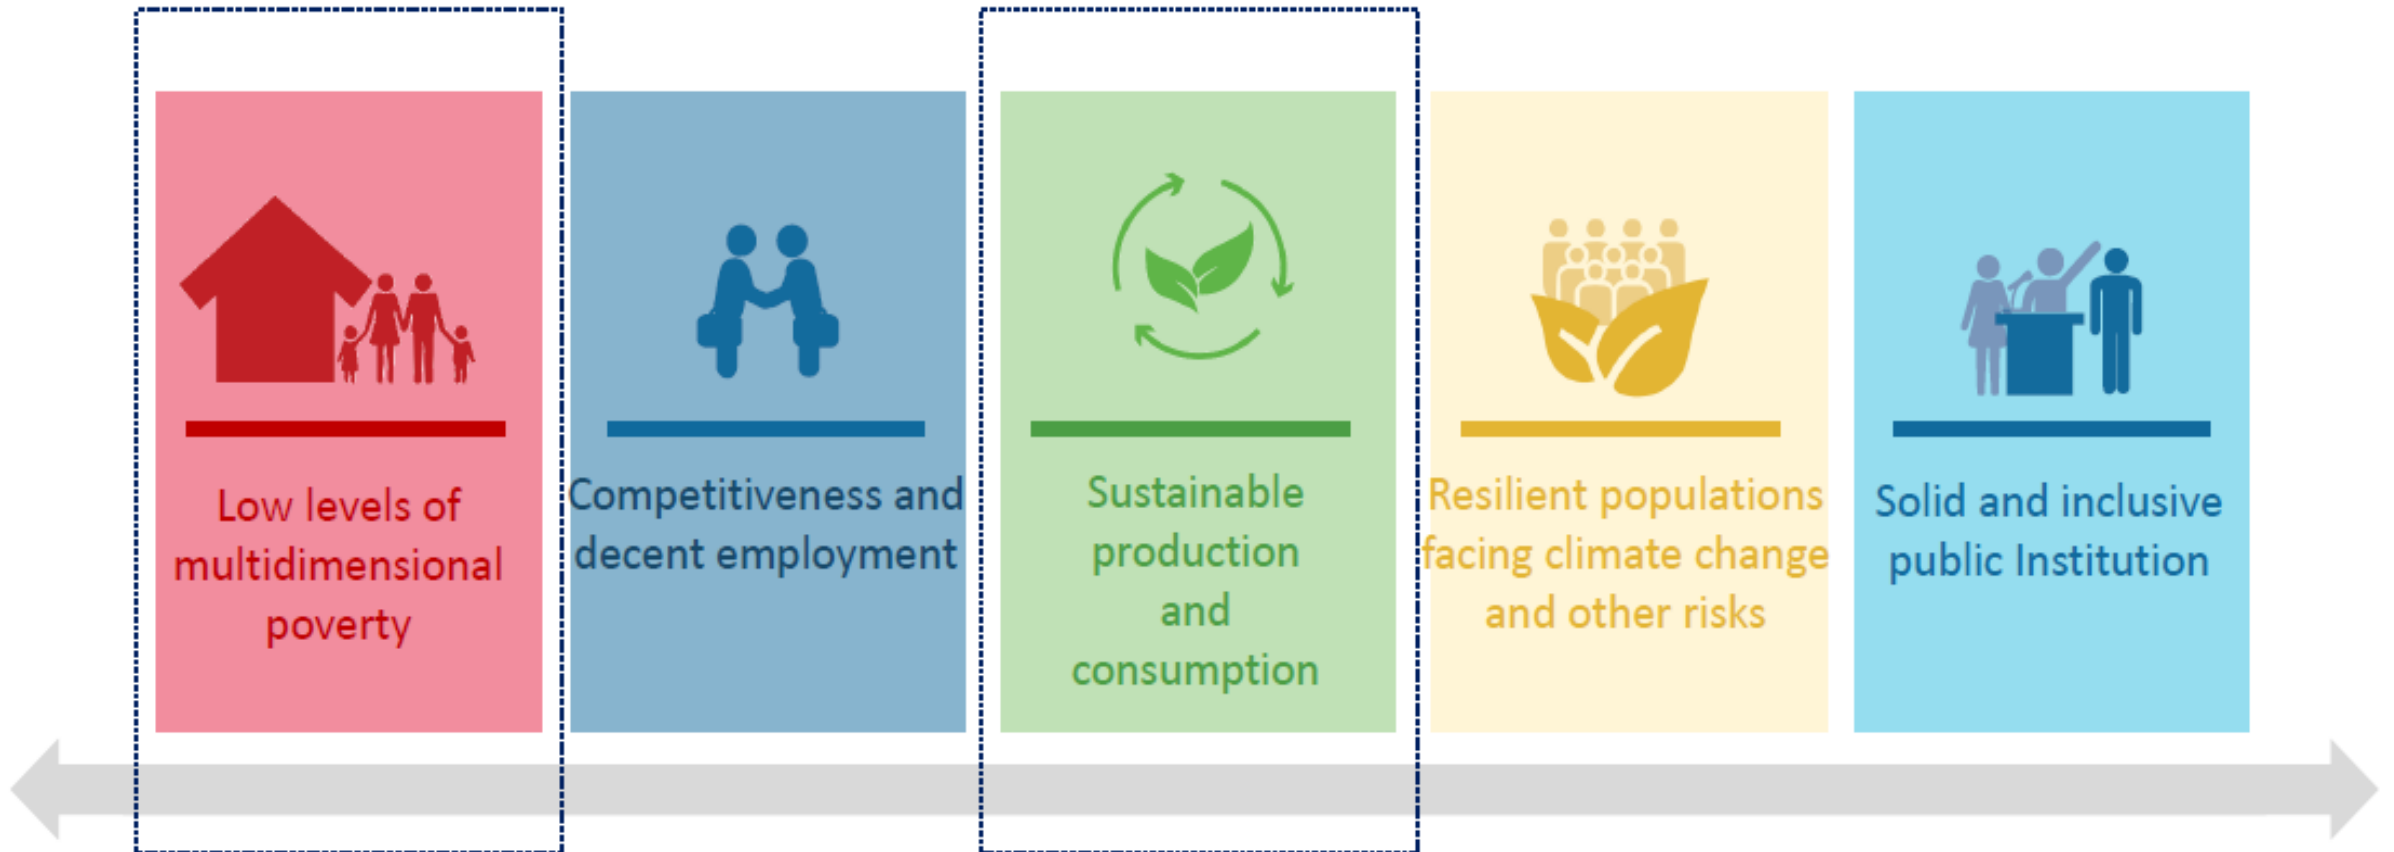 Low levels of
multidimensional
poverty
Competitiveness and
decent employment
Sustainable
production
and
consumption
Resilient populations
facing climate change
and other risks
Solid and inclusive
public Institution